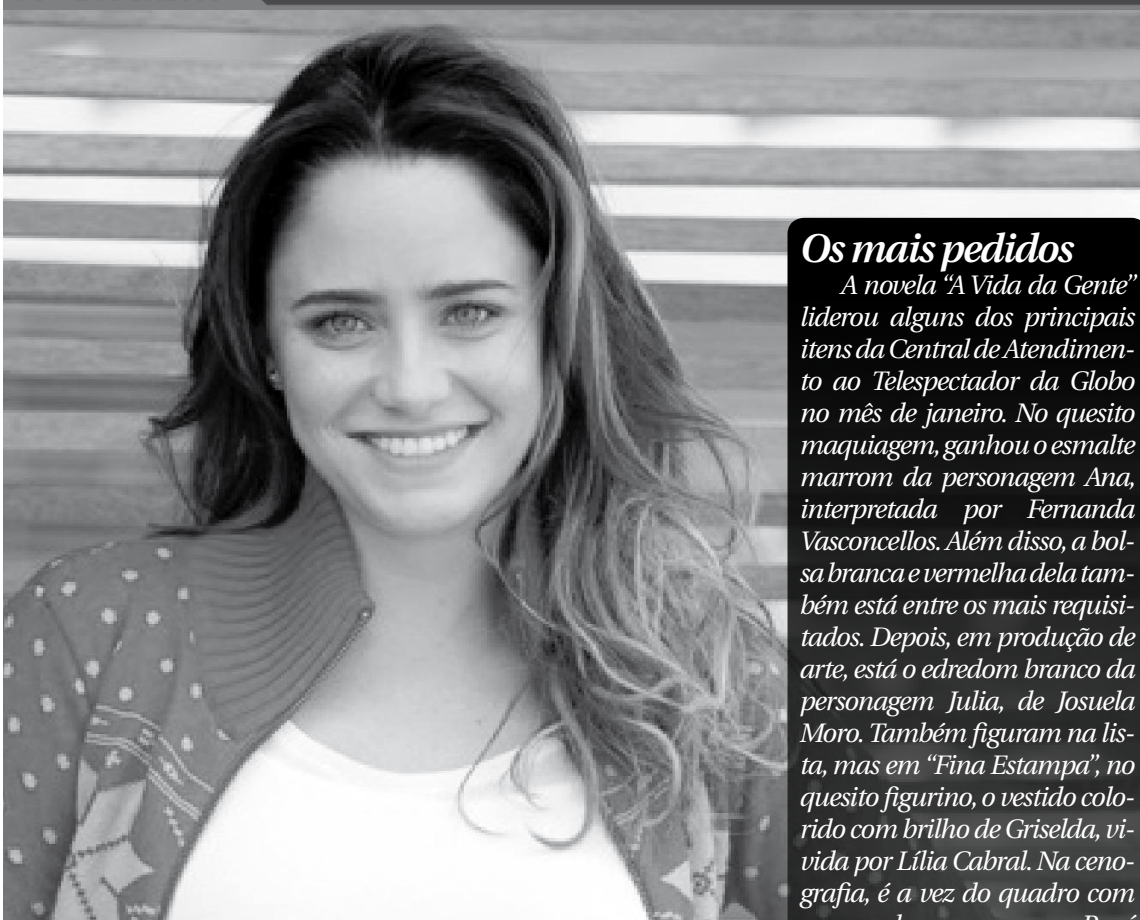 Os mais pedidos
A novela “A Vida da Gente”
liderou alguns dos principais
itens da Central de Atendimen-
to ao Telespectador da Globo
no mês de janeiro. No quesito
maquiagem, ganhou o esmalte
marrom da personagem Ana,
interpretada por Fernanda
Vasconcellos. Além disso, a bol-
sa branca e vermelha dela tam-
bém está entre os mais requisi-
tados. Depois, em produção de
arte, está o edredom branco da
personagem Julia, de Josuela
Moro. Também figuram na lis-
ta, mas em “Fina Estampa”, no
quesito figurino, o vestido colo-
rido com brilho de Griselda, vi-
vida por Lília Cabral. Na ceno-
grafia, é a vez do quadro com